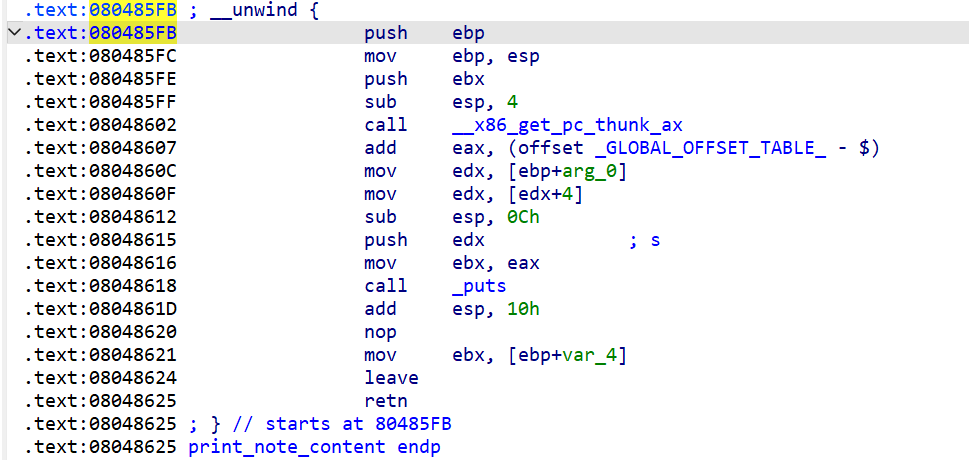 .text:080485FB ; __unwind {
.text:080485FB push ebp
.text:080485FC mov ebp, esp
.text:080485FE push ebx
.text:080485FF sub esp, 4
.text:08048602 call __x86_get_pc_thunk_ax
.text:08048607 add eax, (offset _GLOBAL_OFFSET_TABLE_ - $)
.text:0804860C mov edx, [ebp+arg_0]
.text:0804860F mov edx, [edx+4]
.text:08048612 sub esp, 0Ch
.text:08048615 push edx ; s
.text:08048616 mov ebx, eax
.text:08048618 call _puts
.text:0804861D add esp, 10h
.text:08048620 nop
.text:08048621 mov ebx, [ebp+var_4]
.text:08048624 leave
.text:08048625 retn
.text:08048625 ; } // starts at 80485FB
.text:08048625 print_note_content endp